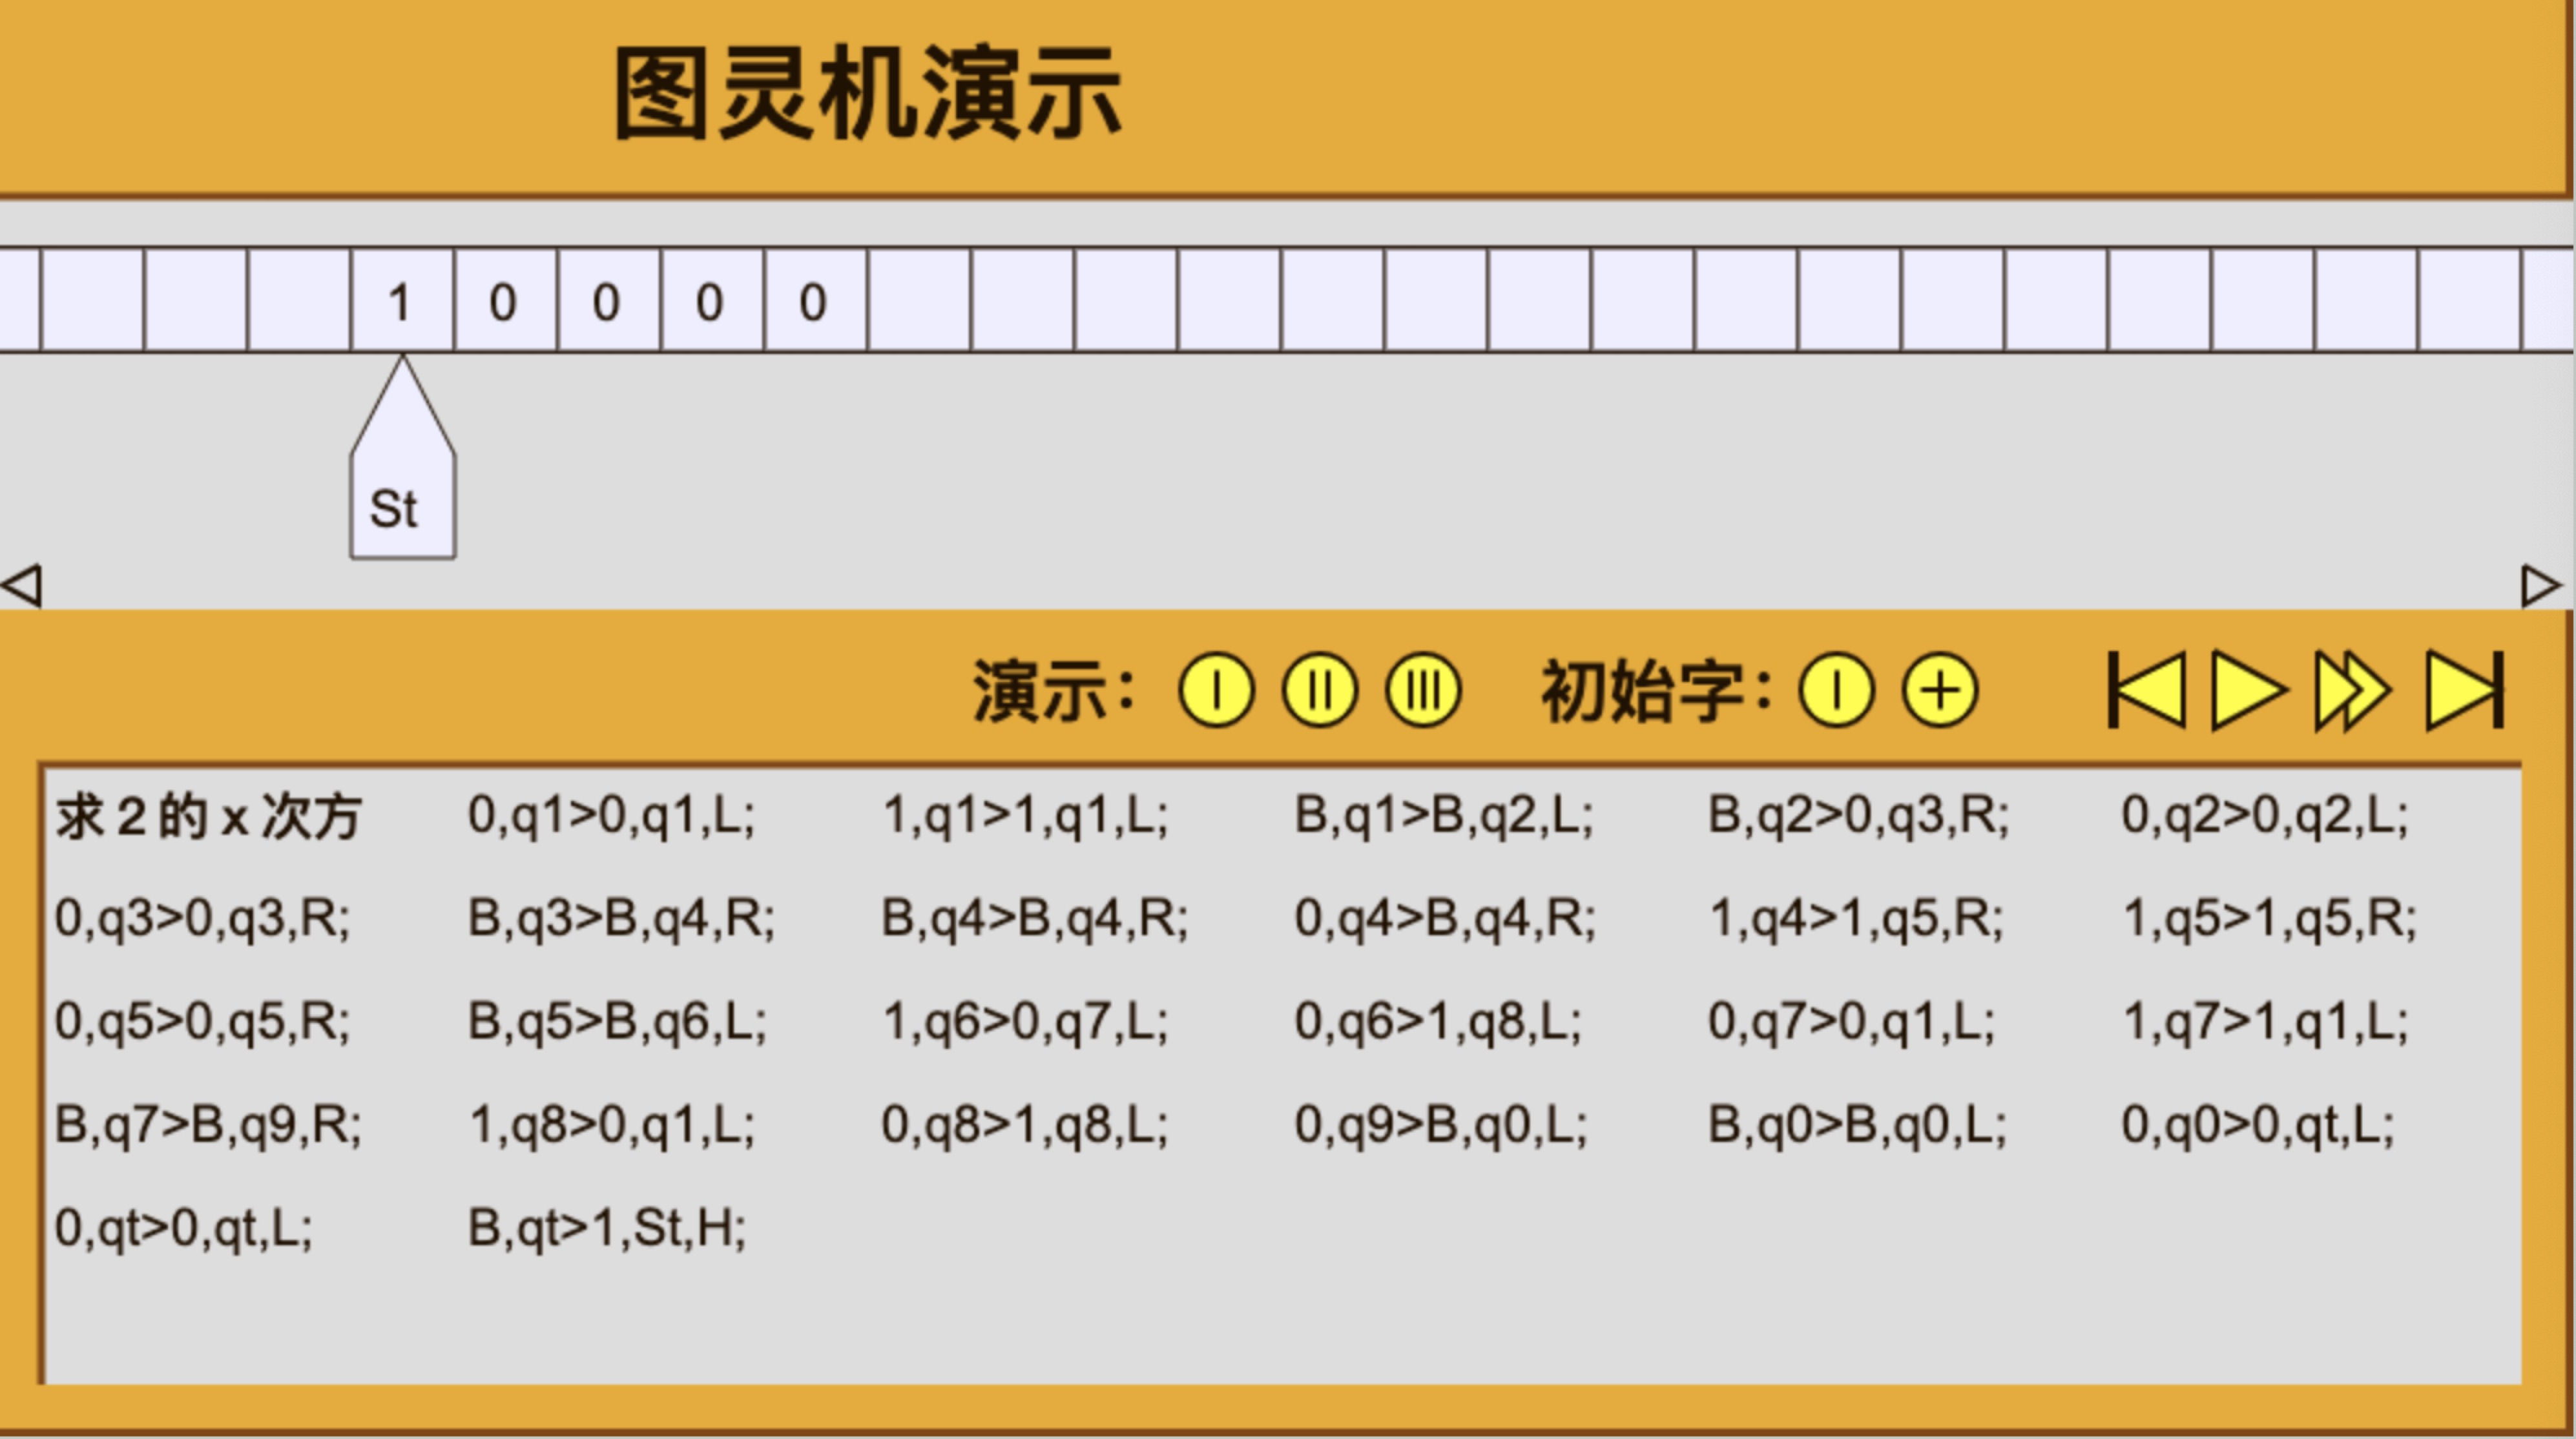 图灵机演示
1 0 0 0 0
St
演示： I II III 初始字： I +
求 2 的 x 次方 0,q1>0,q1,L; 1,q1>1,q1,L; B,q1>B,q2,L; B,q2>0,q3,R; 0,q2>0,q2,L;
0,q3>0,q3,R; B,q3>B,q4,R; B,q4>B,q4,R; 0,q4>B,q4,R; 1,q4>1,q5,R; 1,q5>1,q5,R;
0,q5>0,q5,R; B,q5>B,q6,L; 1,q6>0,q7,L; 0,q6>1,q8,L; 0,q7>0,q1,L; 1,q7>1,q1,L;
B,q7>B,q9,R; 1,q8>0,q1,L; 0,q8>1,q8,L; 0,q9>B,q0,L; B,q0>B,q0,L; 0,q0>0,qt,L;
0,qt>0,qt,L; B,qt>1,St,H;